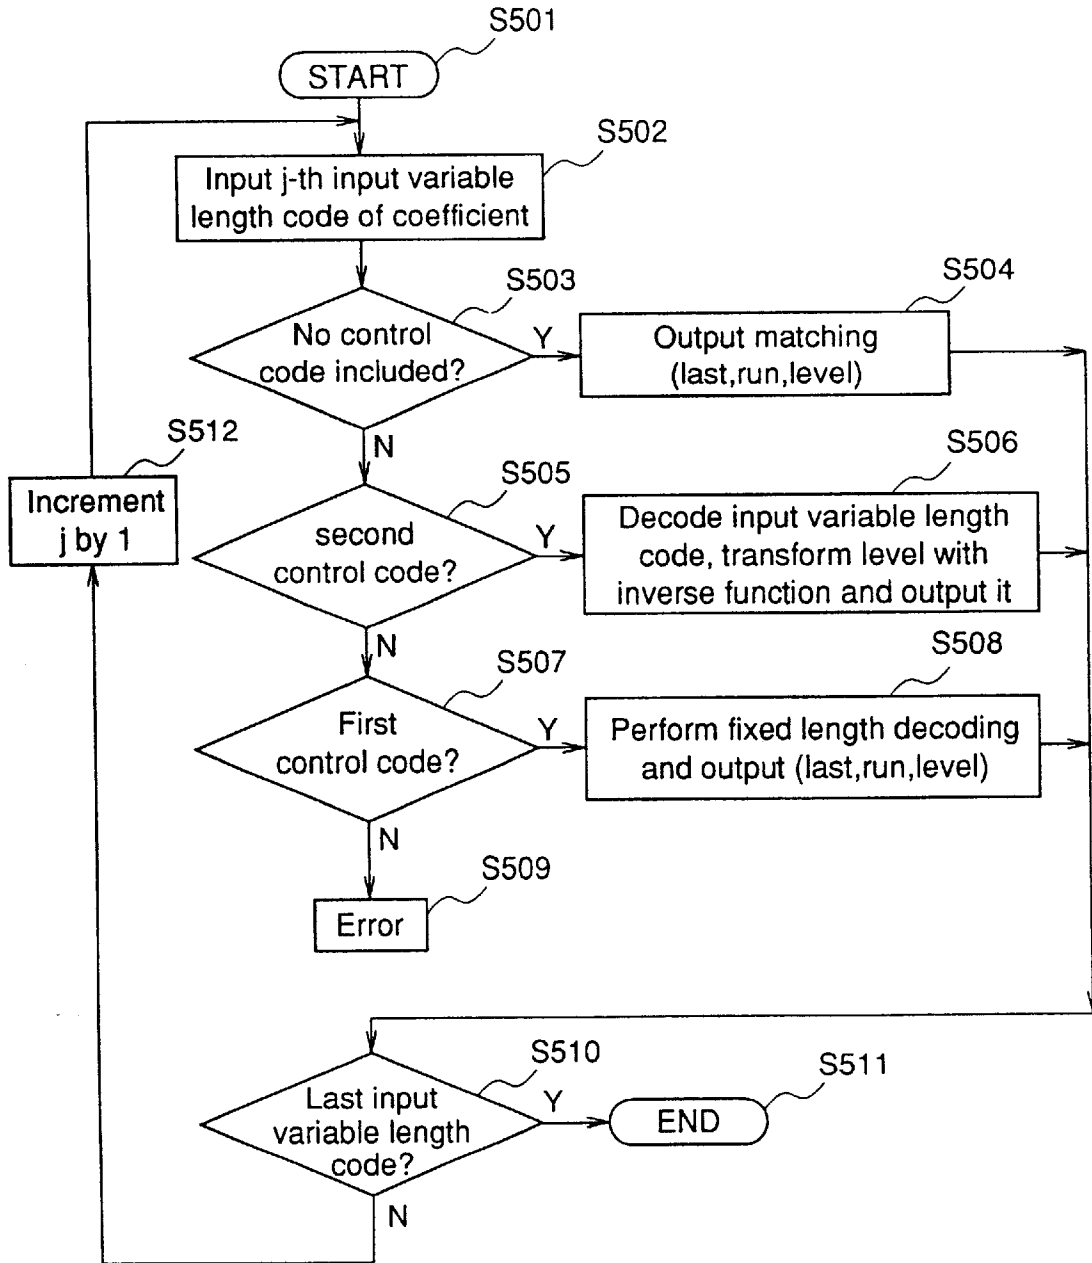 S501
START
S502
Input j-th input variable
length code of coefficient
S503
No control
code included?
Y
N
S504
Output matching
(last,run,level)
S512
Increment
j by 1
S505
second
control code?
Y
N
S506
Decode input variable length
code, transform level with
inverse function and output it
S507
First
control code?
Y
N
S508
Perform fixed length decoding
and output (last,run,level)
S509
Error
S510
Last input
variable length
code?
Y
N
S511
END